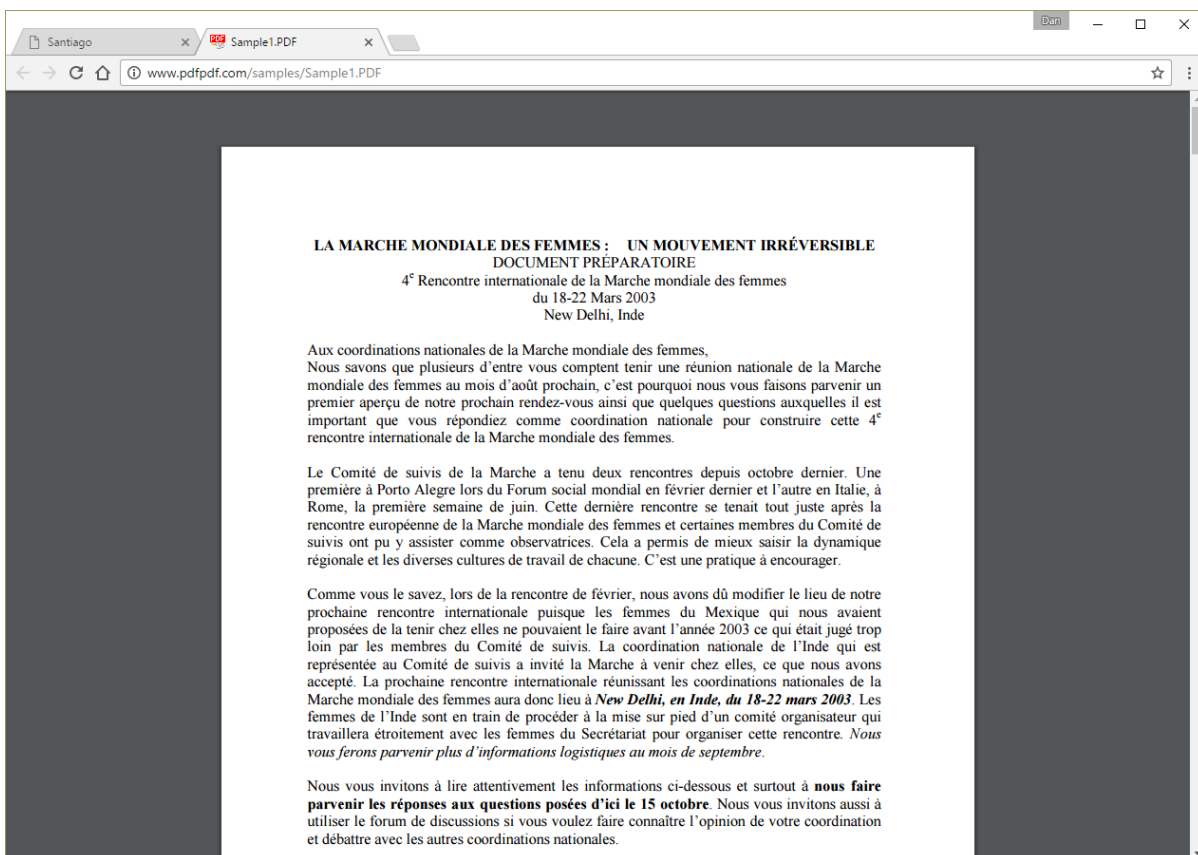 Dan
Santiago
Sample1.PDF
www.pdfpdf.com/samples/Sample1.PDF
LA MARCHE MONDIALE DES FEMMES : UN MOUVEMENT IRRÉVERSIBLE
DOCUMENT PRÉPARATOIRE
4e Rencontre internationale de la Marche mondiale des femmes
du 18-22 Mars 2003
New Delhi, Inde
Aux coordinations nationales de la Marche mondiale des femmes,
Nous savons que plusieurs d’entre vous comptent tenir une réunion nationale de la Marche
mondiale des femmes au mois d’août prochain, c’est pourquoi nous vous faisons parvenir un
premier aperçu de notre prochain rendez-vous ainsi que quelques questions auxquelles il est
important que vous répondiez comme coordination nationale pour construire cette 4e
rencontre internationale de la Marche mondiale des femmes.
Le Comité de suivis de la Marche a tenu deux rencontres depuis octobre dernier. Une
première à Porto Alegre lors du Forum social mondial en février dernier et l’autre en Italie, à
Rome, la première semaine de juin. Cette dernière rencontre se tenait tout juste après la
rencontre européenne de la Marche mondiale des femmes et certaines membres du Comité de
suivis ont pu y assister comme observatrices. Cela a permis de mieux saisir la dynamique
régionale et les diverses cultures de travail de chacune. C’est une pratique à encourager.
Comme vous le savez, lors de la rencontre de février, nous avons dû modifier le lieu de notre
prochaine rencontre internationale puisque les femmes du Mexique qui nous avaient
proposées de la tenir chez elles ne pouvaient le faire avant l’année 2003 ce qui était jugé trop
loin par les membres du Comité de suivis. La coordination nationale de l’Inde qui est
représentée au Comité de suivis a invité la Marche à venir chez elles, ce que nous avons
accepté. La prochaine rencontre internationale réunissant les coordinations nationales de la
Marche mondiale des femmes aura donc lieu à New Delhi, en Inde, du 18-22 mars 2003. Les
femmes de l’Inde sont en train de procéder à la mise sur pied d’un comité organisateur qui
travaillera étroitement avec les femmes du Secrétariat pour organiser cette rencontre. Nous
vous ferons parvenir plus d’informations logistiques au mois de septembre.
Nous vous invitons à lire attentivement les informations ci-dessous et surtout à nous faire
parvenir les réponses aux questions posées d’ici le 15 octobre. Nous vous invitons aussi à
utiliser le forum de discussions si vous voulez faire connaître l’opinion de votre coordination
et débattre avec les autres coordinations nationales.